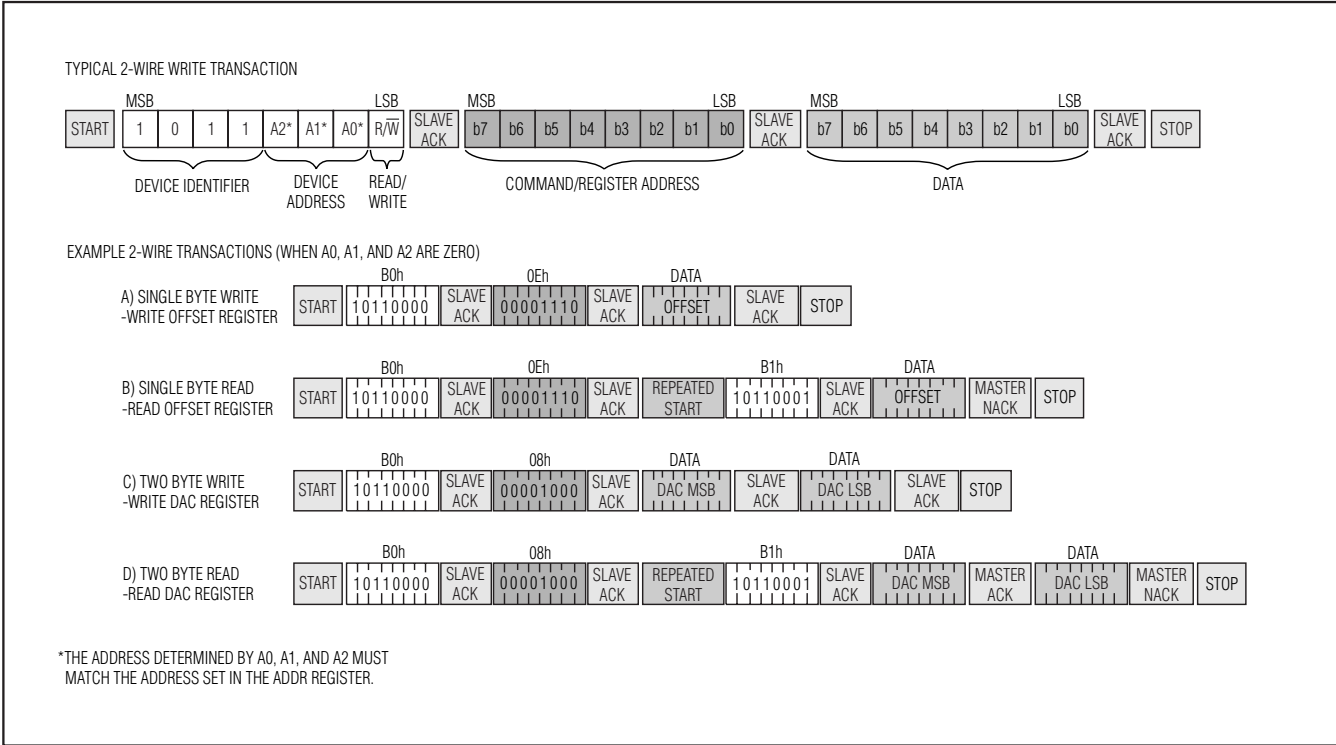 TYPICAL 2-WIRE WRITE TRANSACTION
MSB LSB MSB LSB MSB LSB
START 1 0 1 1 A2* A1* A0* R/W̅ SLAVE ACK b7 b6 b5 b4 b3 b2 b1 b0 SLAVE ACK b7 b6 b5 b4 b3 b2 b1 b0 SLAVE ACK STOP
DEVICE IDENTIFIER DEVICE ADDRESS READ/WRITE COMMAND/REGISTER ADDRESS DATA
EXAMPLE 2-WIRE TRANSACTIONS (WHEN A0, A1, AND A2 ARE ZERO)
B0h 0Eh DATA
A) SINGLE BYTE WRITE
-WRITE OFFSET REGISTER
START 10110000 SLAVE ACK 00001110 SLAVE ACK OFFSET SLAVE ACK STOP
B0h 0Eh B1h DATA
B) SINGLE BYTE READ
-READ OFFSET REGISTER
START 10110000 SLAVE ACK 00001110 SLAVE ACK REPEATED START 10110001 SLAVE ACK OFFSET MASTER NACK STOP
B0h 08h DATA DATA
C) TWO BYTE WRITE
-WRITE DAC REGISTER
START 10110000 SLAVE ACK 00001000 SLAVE ACK DAC MSB SLAVE ACK DAC LSB SLAVE ACK STOP
B0h 08h B1h DATA DATA
D) TWO BYTE READ
-READ DAC REGISTER
START 10110000 SLAVE ACK 00001000 SLAVE ACK REPEATED START 10110001 SLAVE ACK DAC MSB MASTER ACK DAC LSB MASTER NACK STOP
*THE ADDRESS DETERMINED BY A0, A1, AND A2 MUST
MATCH THE ADDRESS SET IN THE ADDR REGISTER.